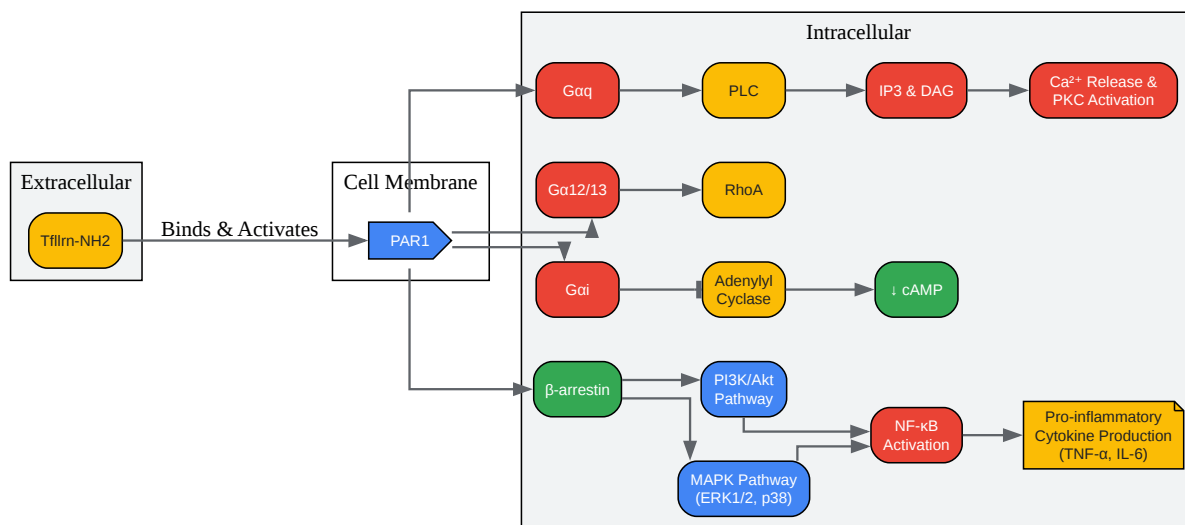 Intracellular
Gαq
PLC
IP3 & DAG
Ca²⁺ Release &
PKC Activation
Extracellular
Tfllrn-NH2
Binds & Activates
Cell Membrane
PAR1
Gα12/13
RhoA
Gαi
Adenylyl
Cyclase
↓ cAMP
β-arrestin
PI3K/Akt
Pathway
MAPK Pathway
(ERK1/2, p38)
NF-κB
Activation
Pro-inflammatory
Cytokine Production
(TNF-α, IL-6)